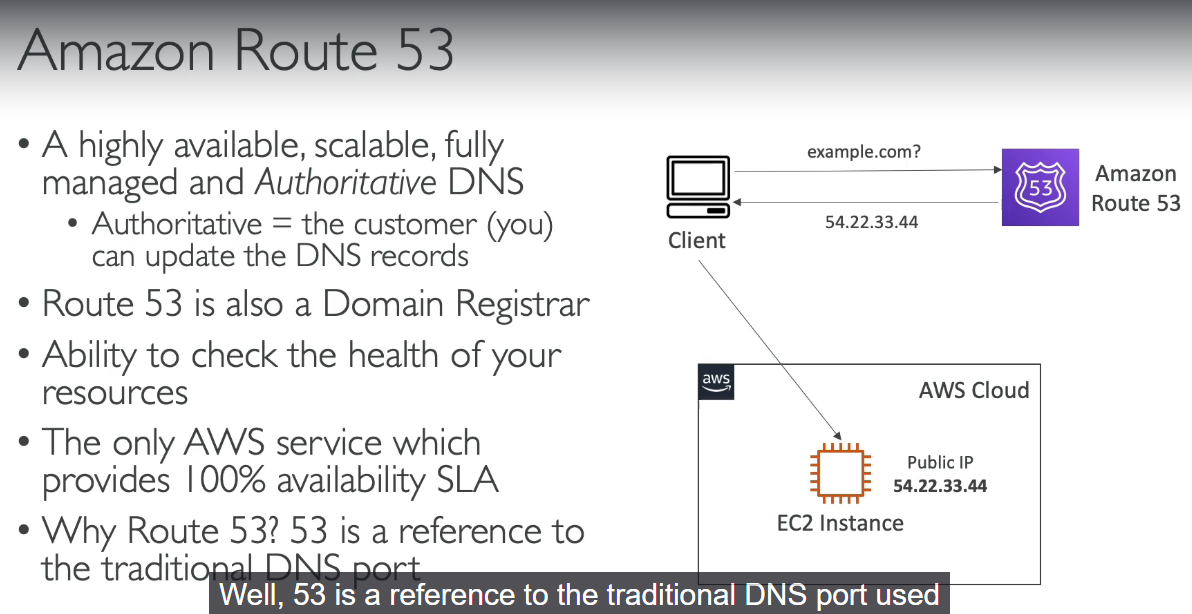 Amazon Route 53
• A highly available, scalable, fully
managed and Authoritative DNS
• Authoritative = the customer (you)
can update the DNS records
• Route 53 is also a Domain Registrar
• Ability to check the health of your
resources
• The only AWS service which
provides 100% availability SLA
• Why Route 53? 53 is a reference to
the traditional DNS port
example.com?
53
Amazon
Route 53
54.22.33.44
Client
aws
AWS Cloud
Public IP
54.22.33.44
EC2 Instance
Well, 53 is a reference to the traditional DNS port used